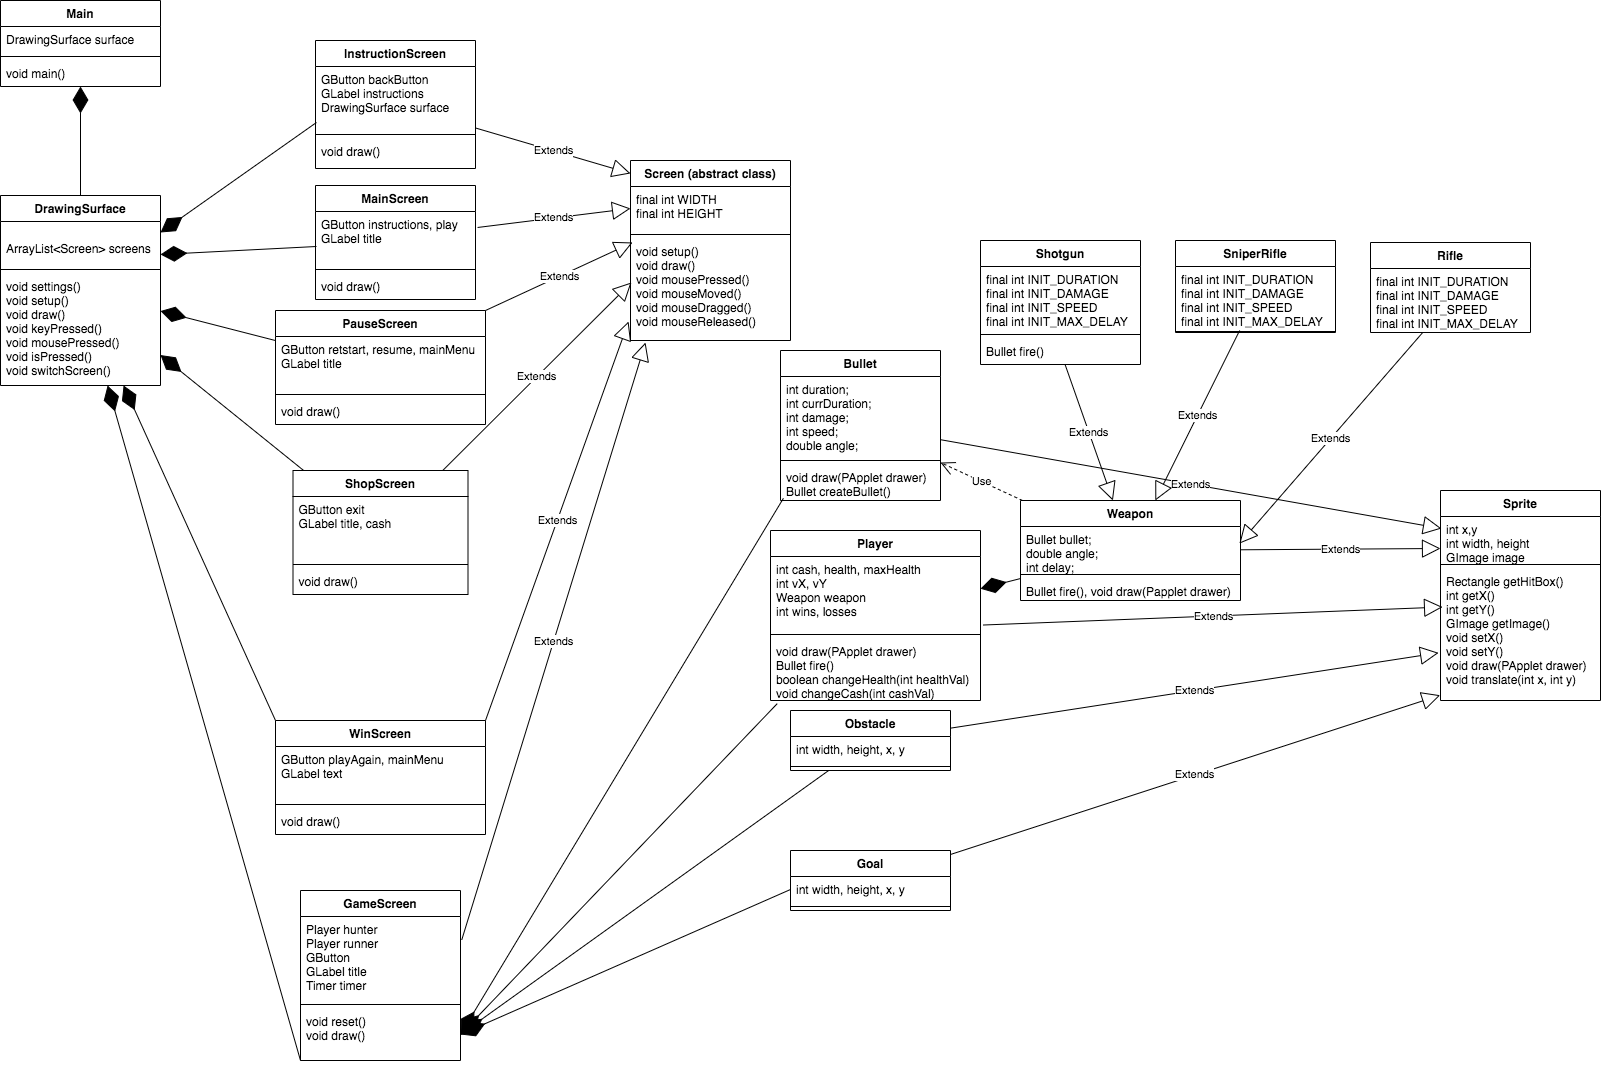 Main
DrawingSurface surface
void main()
InstructionScreen
GButton backButton
GLabel instructions
DrawingSurface surface
void draw()
DrawingSurface
ArrayList<Screen> screens
void settings()
void setup()
void draw()
void keyPressed()
void mousePressed()
void isPressed()
void switchScreen()
MainScreen
GButton instructions, play
GLabel title
void draw()
PauseScreen
GButton retstart, resume, mainMenu
GLabel title
void draw()
ShopScreen
GButton exit
GLabel title, cash
void draw()
WinScreen
GButton playAgain, mainMenu
GLabel text
void draw()
GameScreen
Player hunter
Player runner
GButton
GLabel title
Timer timer
void reset()
void draw()
Extends
Extends
Extends
Extends
Extends
Extends
Screen (abstract class)
final int WIDTH
final int HEIGHT
void setup()
void draw()
void mousePressed()
void mouseMoved()
void mouseDragged()
void mouseReleased()
Bullet
int duration;
int currDuration;
int damage;
int speed;
double angle;
void draw(PApplet drawer)
Bullet createBullet()
Player
int cash, health, maxHealth
int vX, vY
Weapon weapon
int wins, losses
void draw(PApplet drawer)
Bullet fire()
boolean changeHealth(int healthVal)
void changeCash(int cashVal)
Obstacle
int width, height, x, y
Goal
int width, height, x, y
Shotgun
final int INIT_DURATION
final int INIT_DAMAGE
final int INIT_SPEED
final int INIT_MAX_DELAY
Bullet fire()
SniperRifle
final int INIT_DURATION
final int INIT_DAMAGE
final int INIT_SPEED
final int INIT_MAX_DELAY
Rifle
final int INIT_DURATION
final int INIT_DAMAGE
final int INIT_SPEED
final int INIT_MAX_DELAY
Extends
Extends
Extends
Extends
Use
Weapon
Bullet bullet;
double angle;
int delay;
Bullet fire(), void draw(Papplet drawer)
Extends
Extends
Extends
Extends
Sprite
int x,y
int width, height
GImage image
Rectangle getHitBox()
int getX()
int getY()
GImage getImage()
void setX()
void setY()
void draw(PApplet drawer)
void translate(int x, int y)